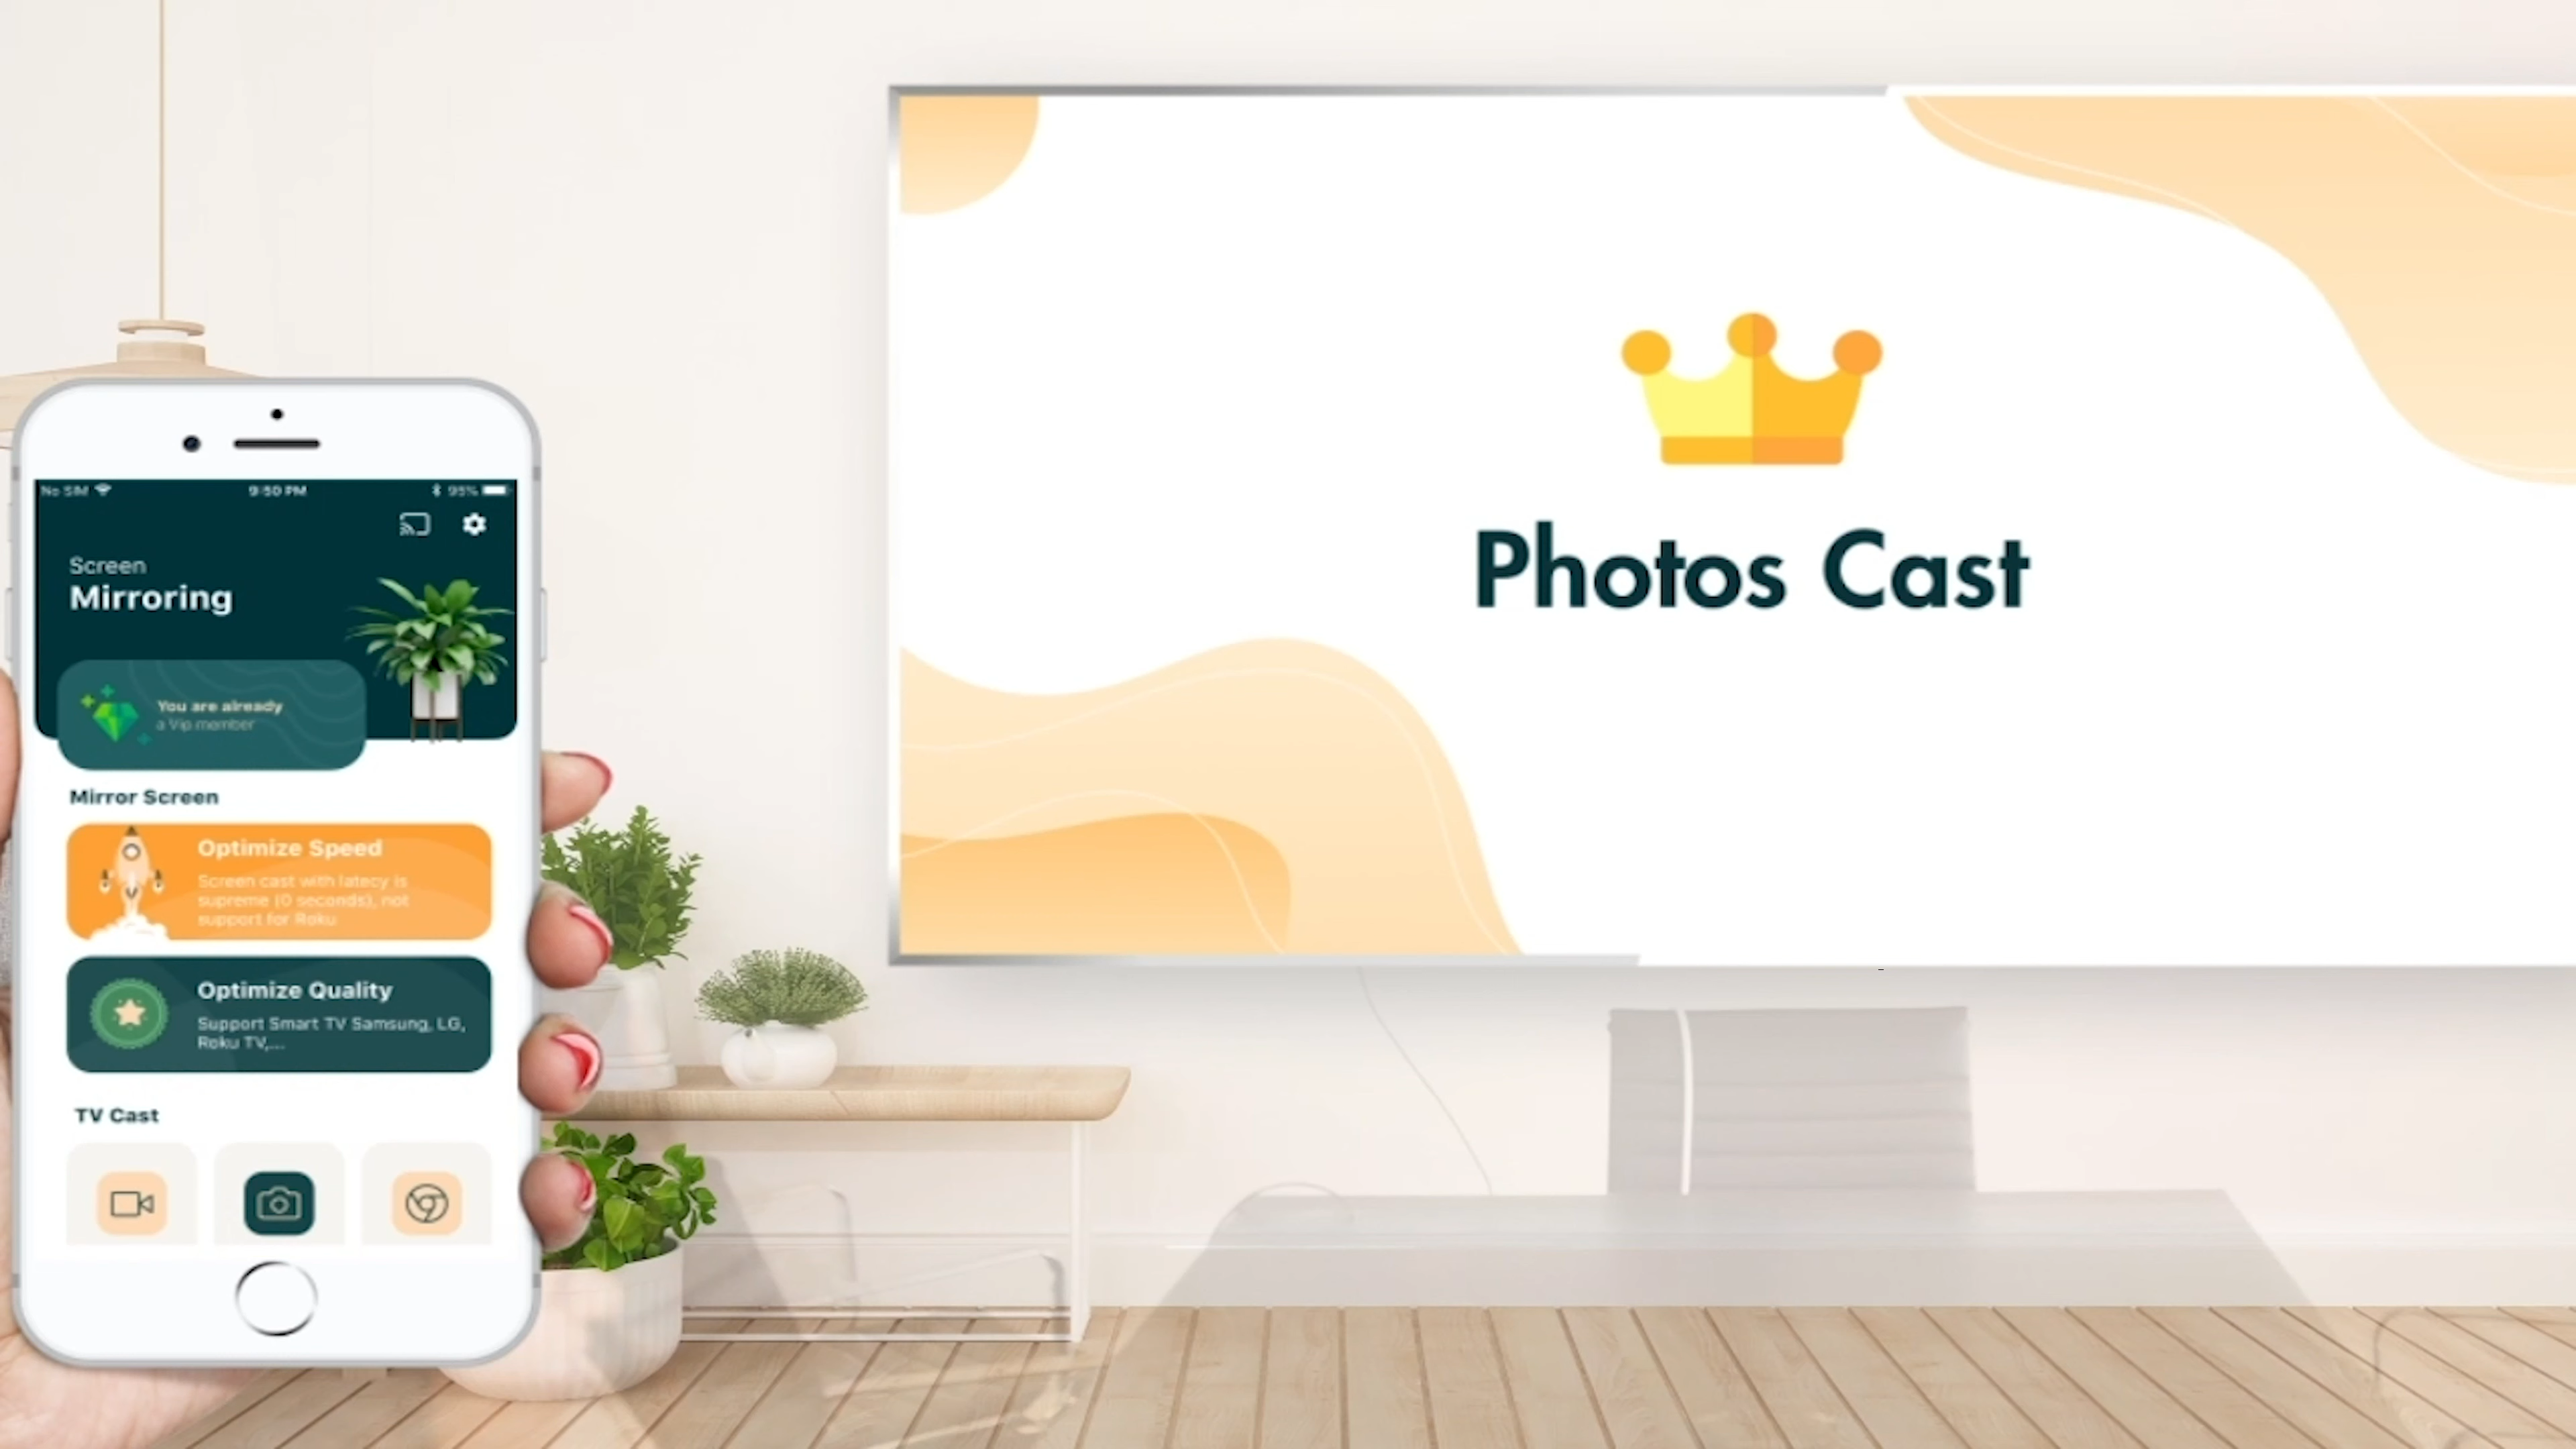 No SIM 9:50 PM 95%
Screen
Mirroring
You are already
a Vip member
Mirror Screen
Optimize Speed
Screen cast with latecy is
supreme (0 seconds), not
support for Roku
Optimize Quality
Support Smart TV Samsung, LG,
Roku TV,...
TV Cast
Photos Cast